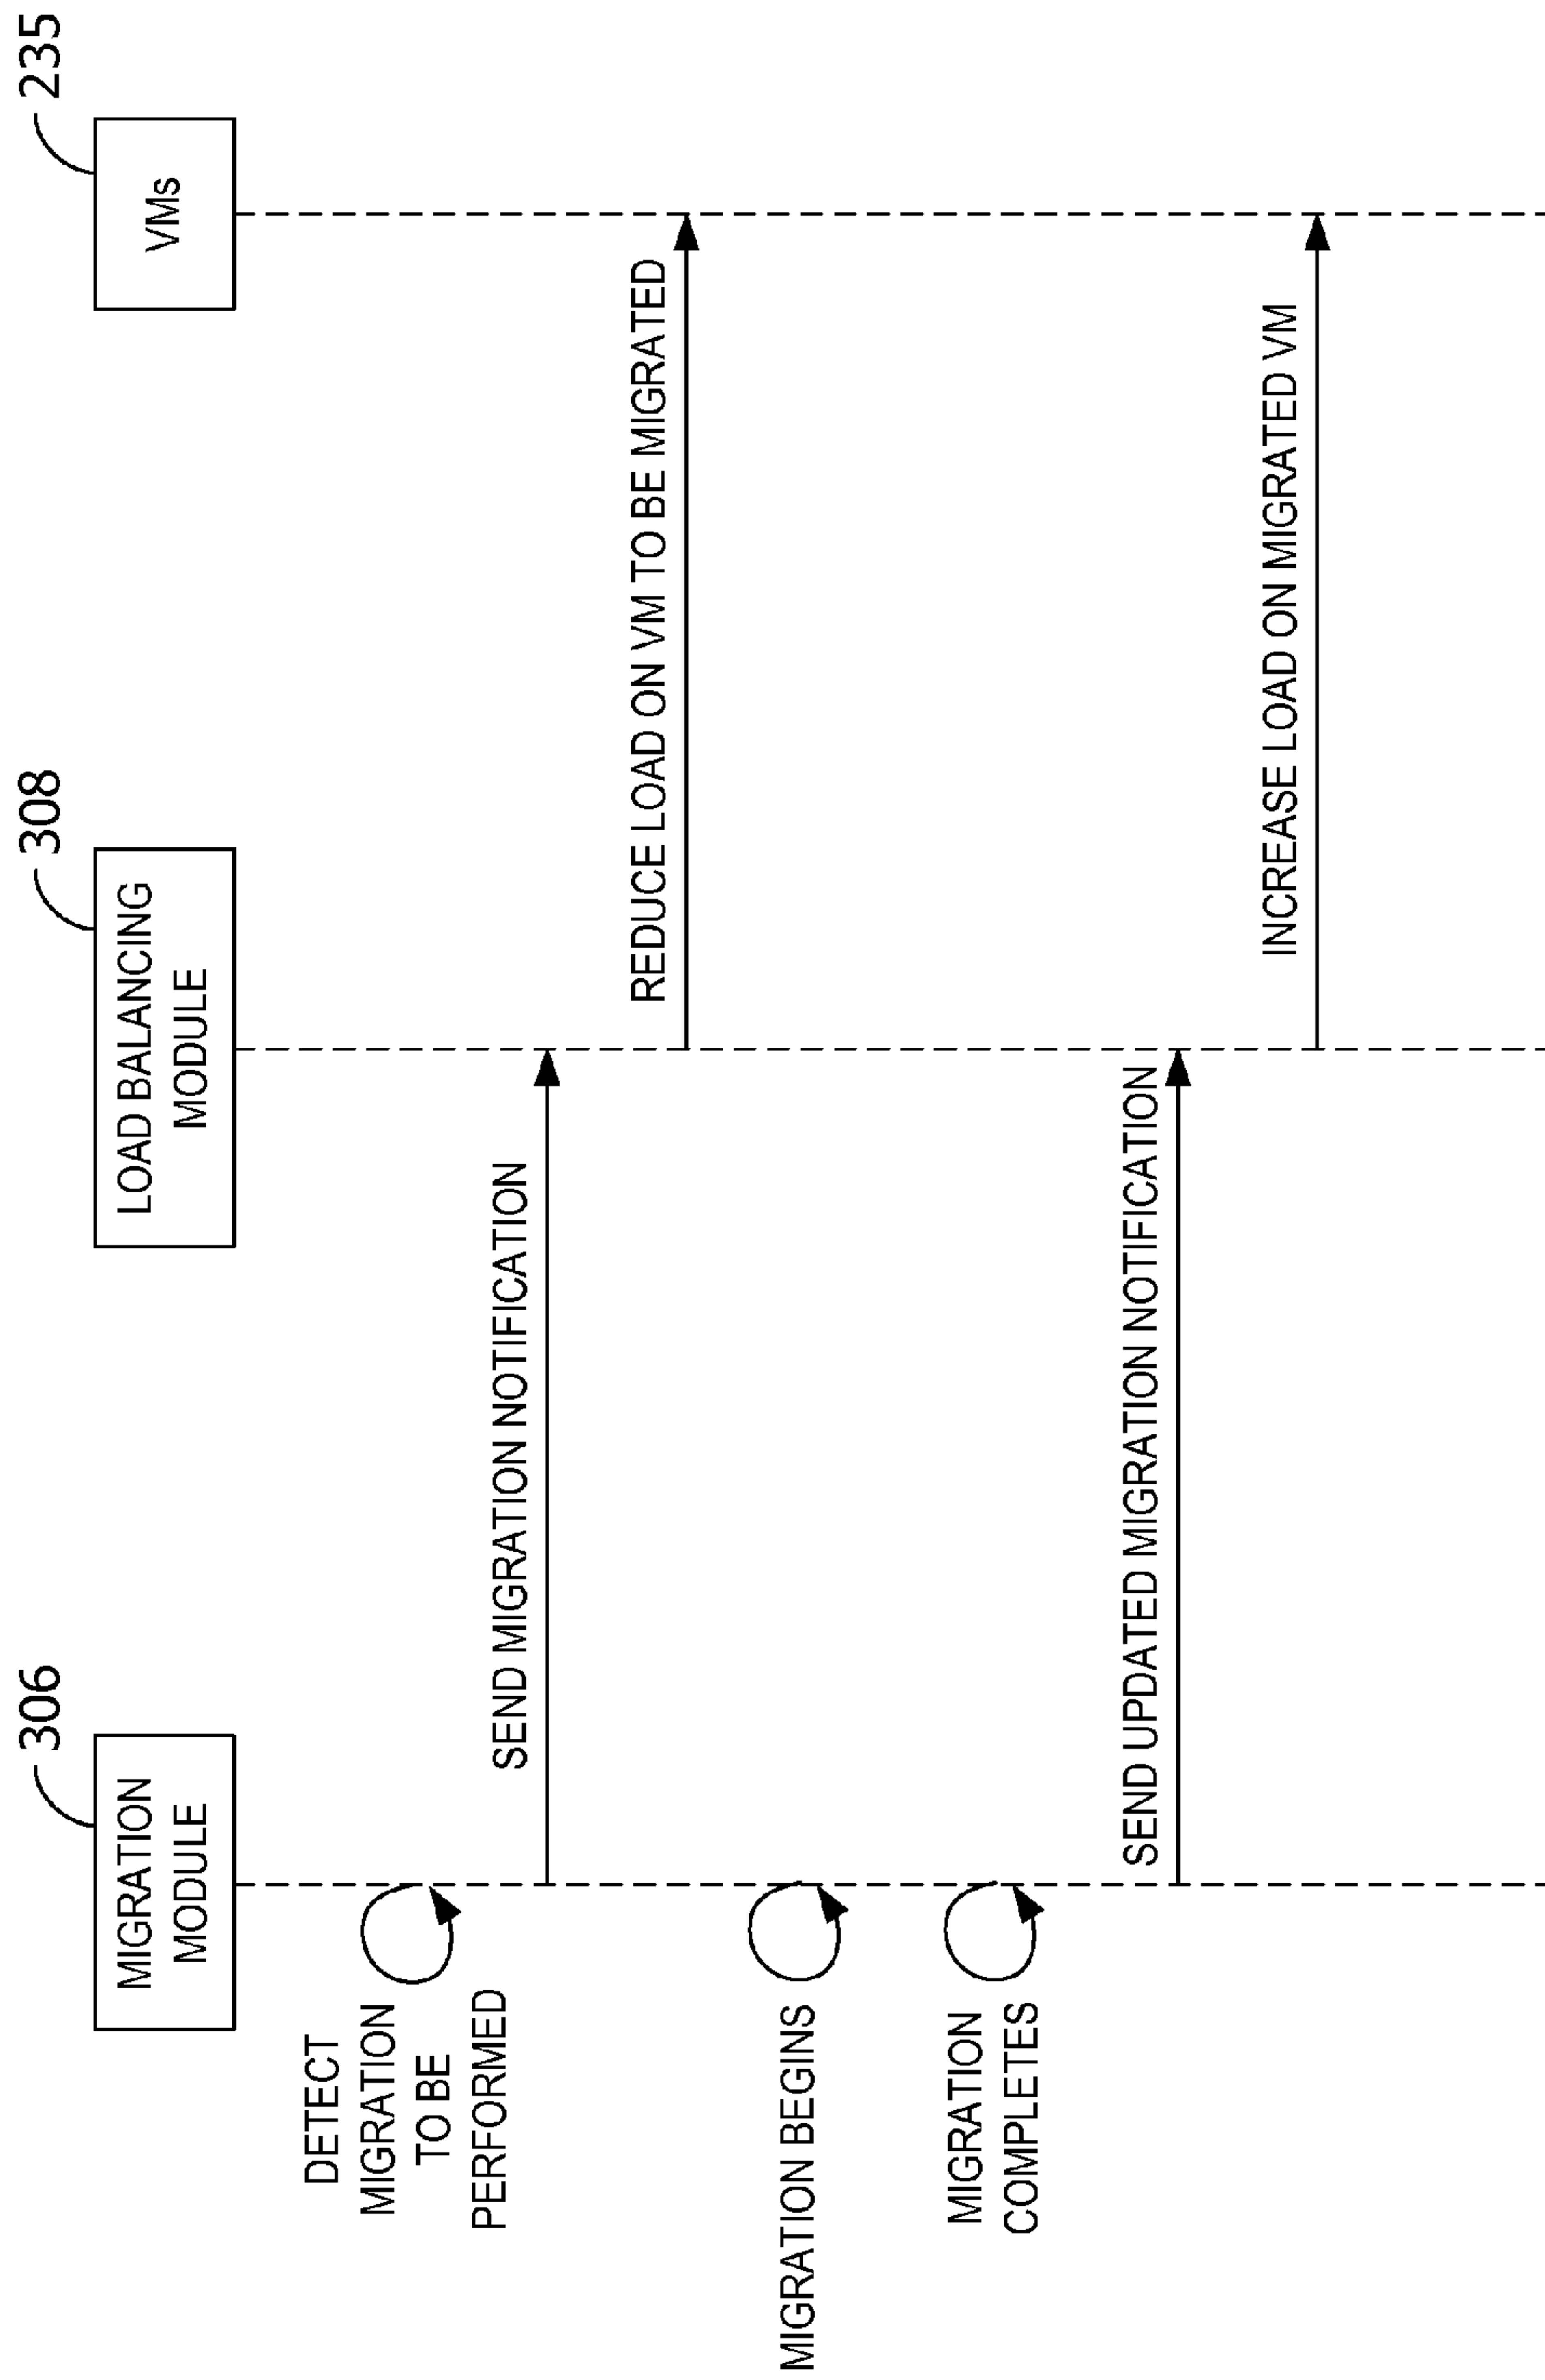 306
308
235
MIGRATION
MODULE
LOAD BALANCING
MODULE
VMs
DETECT
MIGRATION
TO BE
PERFORMED
SEND MIGRATION NOTIFICATION
REDUCE LOAD ON VM TO BE MIGRATED
MIGRATION BEGINS
MIGRATION
COMPLETES
SEND UPDATED MIGRATION NOTIFICATION
INCREASE LOAD ON MIGRATED VM